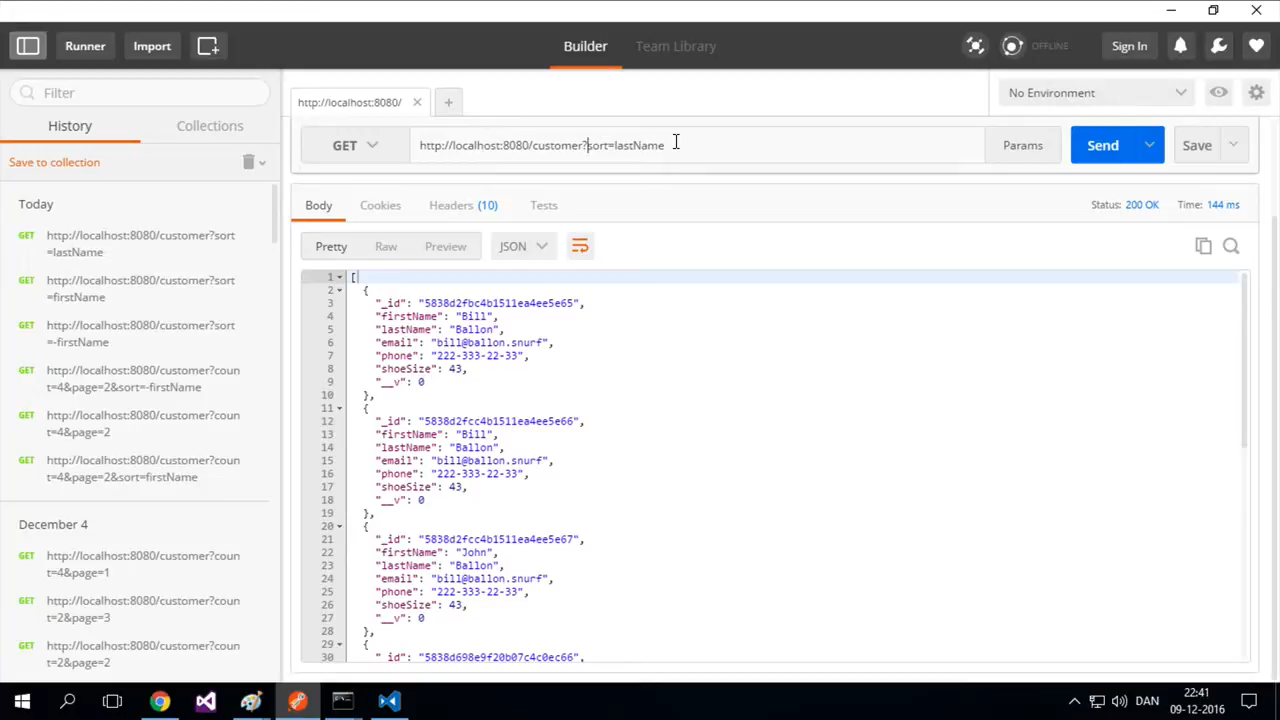 Runner
Import
Builder
Team Library
OFFLINE
Sign In
Filter
History
Collections
Save to collection
Today
GET http://localhost:8080/customer?sort
=lastName
GET http://localhost:8080/customer?sort
=firstName
GET http://localhost:8080/customer?sort
=-firstName
GET http://localhost:8080/customer?coun
t=4&page=2&sort=-firstName
GET http://localhost:8080/customer?coun
t=4&page=2
GET http://localhost:8080/customer?coun
t=4&page=2&sort=firstName
December 4
GET http://localhost:8080/customer?coun
t=4&page=1
GET http://localhost:8080/customer?coun
t=2&page=3
GET http://localhost:8080/customer?coun
t=2&page=2
http://localhost:8080/
No Environment
GET http://localhost:8080/customer?sort=lastName Params Send Save
Body Cookies Headers (10) Tests Status: 200 OK Time: 144 ms
Pretty Raw Preview JSON
1 [
2 {
3 "_id": "5838d2fbc4b1511ea4ee5e65",
4 "firstName": "Bill",
5 "lastName": "Ballon",
6 "email": "bill@ballon.snurf",
7 "phone": "222-333-22-33",
8 "shoeSize": 43,
9 "__v": 0
10 },
11 {
12 "_id": "5838d2fcc4b1511ea4ee5e66",
13 "firstName": "Bill",
14 "lastName": "Ballon",
15 "email": "bill@ballon.snurf",
16 "phone": "222-333-22-33",
17 "shoeSize": 43,
18 "__v": 0
19 },
20 {
21 "_id": "5838d2fcc4b1511ea4ee5e67",
22 "firstName": "John",
23 "lastName": "Ballon",
24 "email": "bill@ballon.snurf",
25 "phone": "222-333-22-33",
26 "shoeSize": 43,
27 "__v": 0
28 },
29 {
30 "_id": "5838d698e9f20b07c4c0ec66",
DAN
22:41
09-12-2016